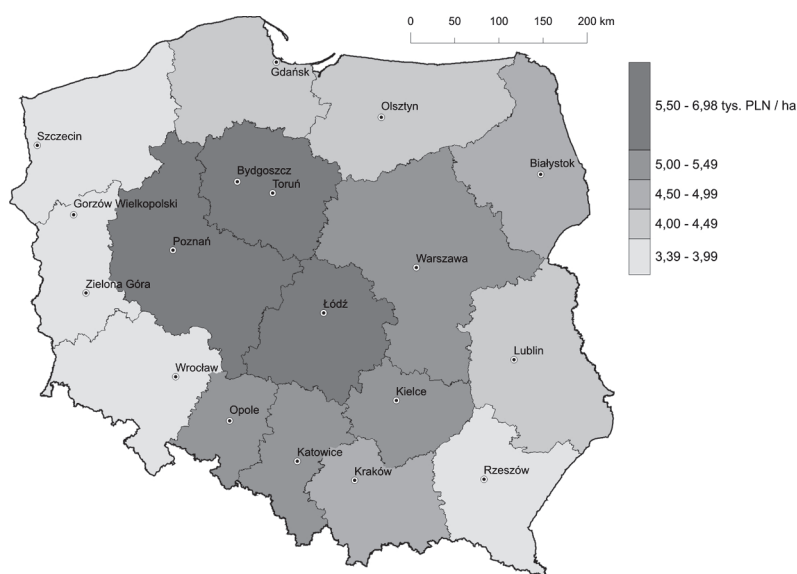 0 50 100 150 200 km
Gdańsk
Olsztyn
5,50 - 6,98 tys. PLN / ha
Szczecin
Bydgoszcz
Toruń
Białystok
5,00 - 5,49
4,50 - 4,99
Gorzów Wielkopolski
4,00 - 4,49
Poznań
Warszawa
3,39 - 3,99
Zielona Góra
Łódź
Lublin
Wrocław
Kielce
Opole
Katowice
Kraków
Rzeszów